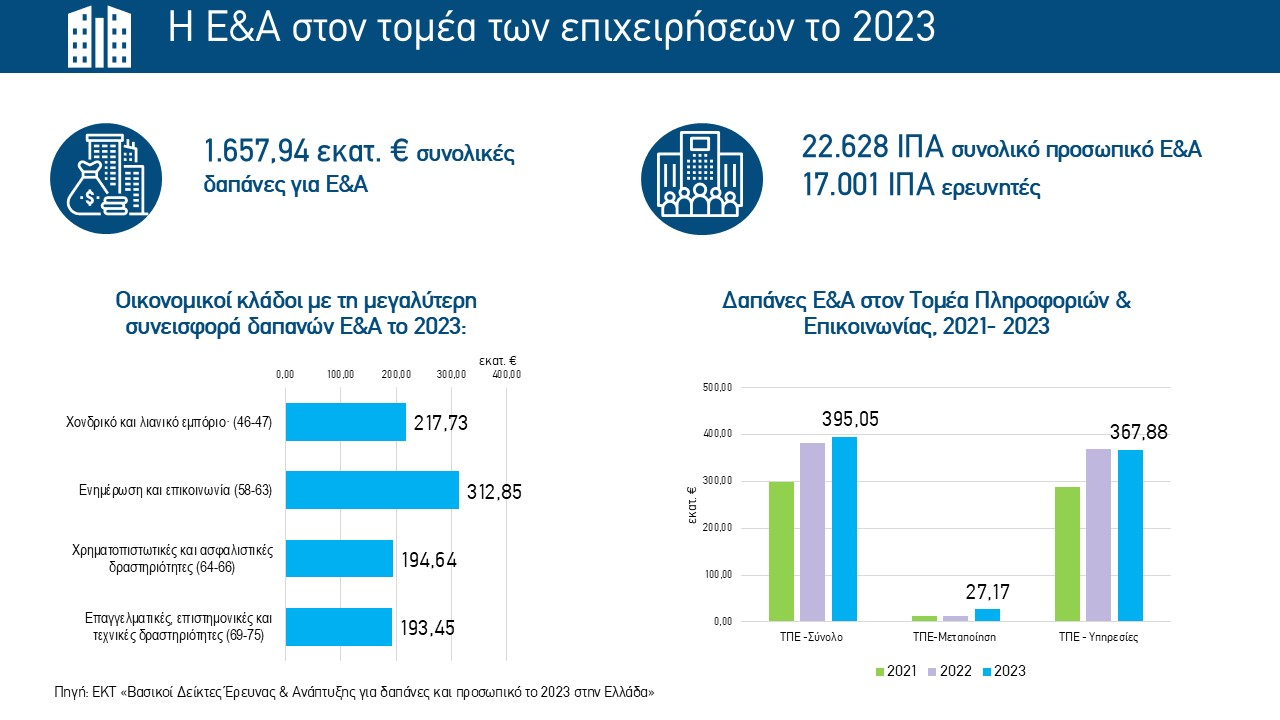 Η Ε&Α στον τομέα των επιχειρήσεων το 2023
1.657,94 εκατ. € συνολικές
δαπάνες για Ε&Α
22.628 ΙΠΑ συνολικό προσωπικό Ε&Α
17.001 ΙΠΑ ερευνητές
Οικονομικοί κλάδοι με τη μεγαλύτερη
συνεισφορά δαπανών Ε&Α το 2023:
εκατ. €
0,00 100,00 200,00 300,00 400,00
Χονδρικό και λιανικό εμπόριο· (46-47)
217,73
Ενημέρωση και επικοινωνία (58-63)
312,85
Χρηματοπιστωτικές και ασφαλιστικές
δραστηριότητες (64-66)
194,64
Επαγγελματικές, επιστημονικές και
τεχνικές δραστηριότητες (69-75)
193,45
Δαπάνες Ε&Α στον Τομέα Πληροφοριών &
Επικοινωνίας, 2021- 2023
εκατ. €
500,00
400,00
300,00
200,00
100,00
0,00
395,05
27,17
367,88
ΤΠΕ -Σύνολο
ΤΠΕ-Μεταποίηση
ΤΠΕ - Υπηρεσίες
2021 2022 2023
Πηγή: ΕΚΤ «Βασικοί Δείκτες Έρευνας & Ανάπτυξης για δαπάνες και προσωπικό το 2023 στην Ελλάδα»